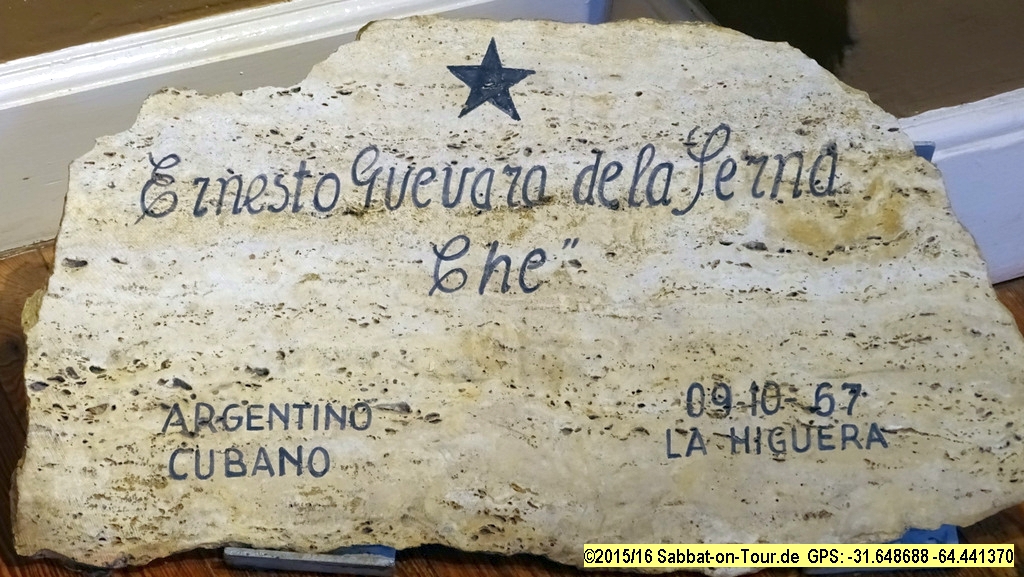 Ernesto Guevara de la Serna
Che"
ARGENTINO
CUBANO
09-10-67
LA HIGUERA
©2015/16 Sabbat-on-Tour.de GPS: -31.648688 -64.441370